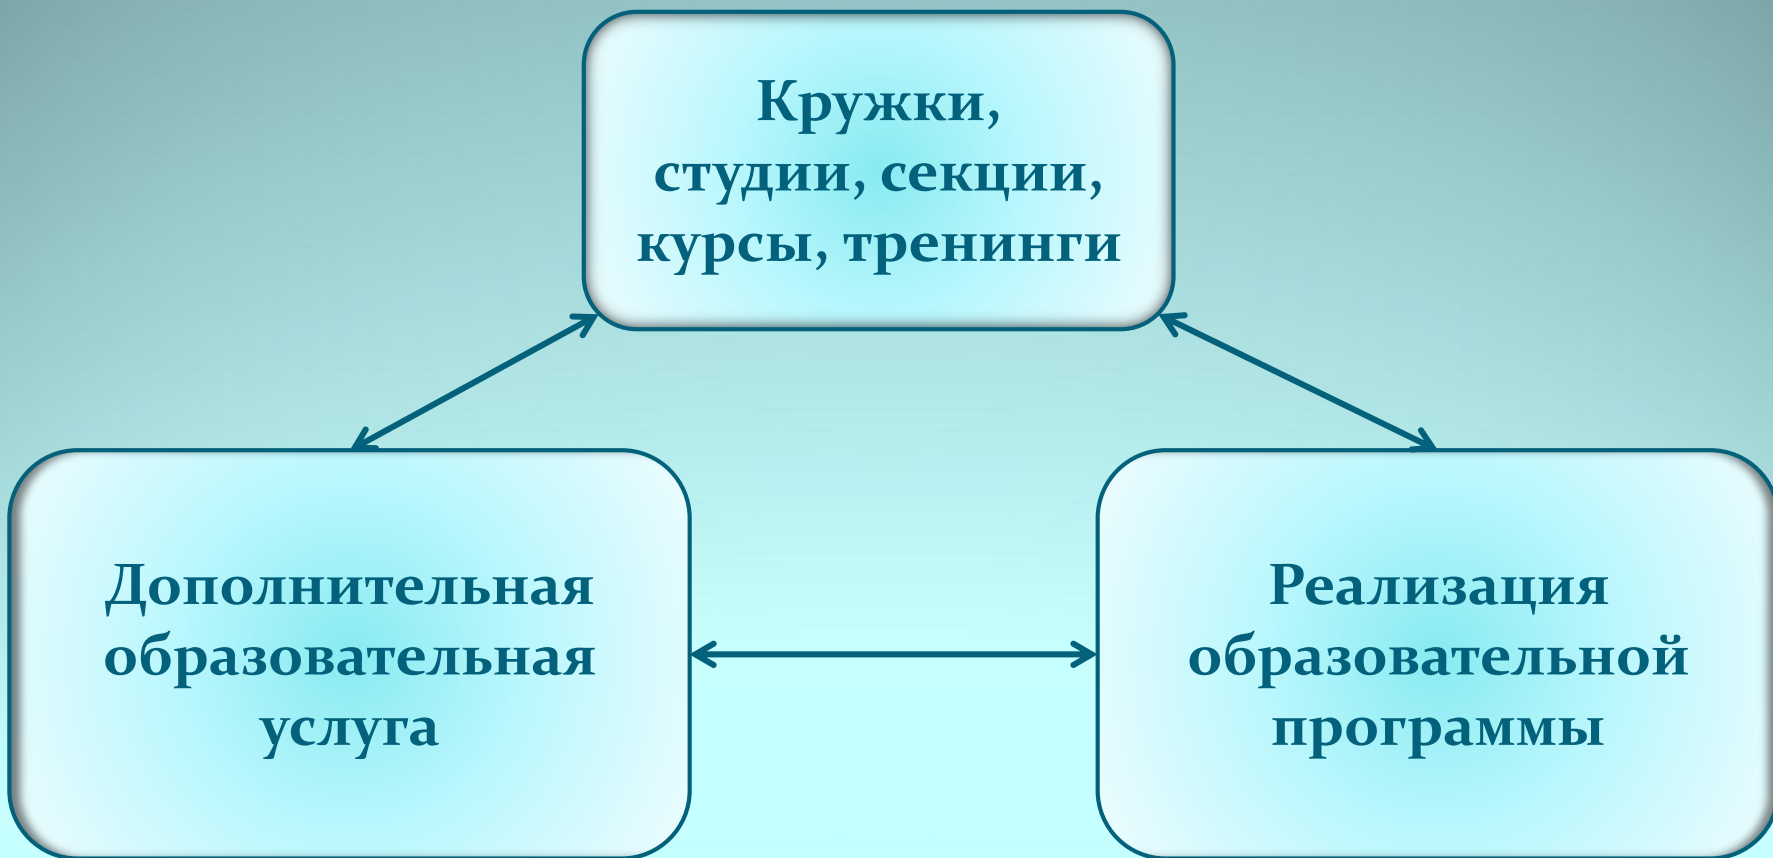 Кружки,
студии, секции,
курсы, тренинги
Дополнительная
образовательная
услуга
Реализация
образовательной
программы